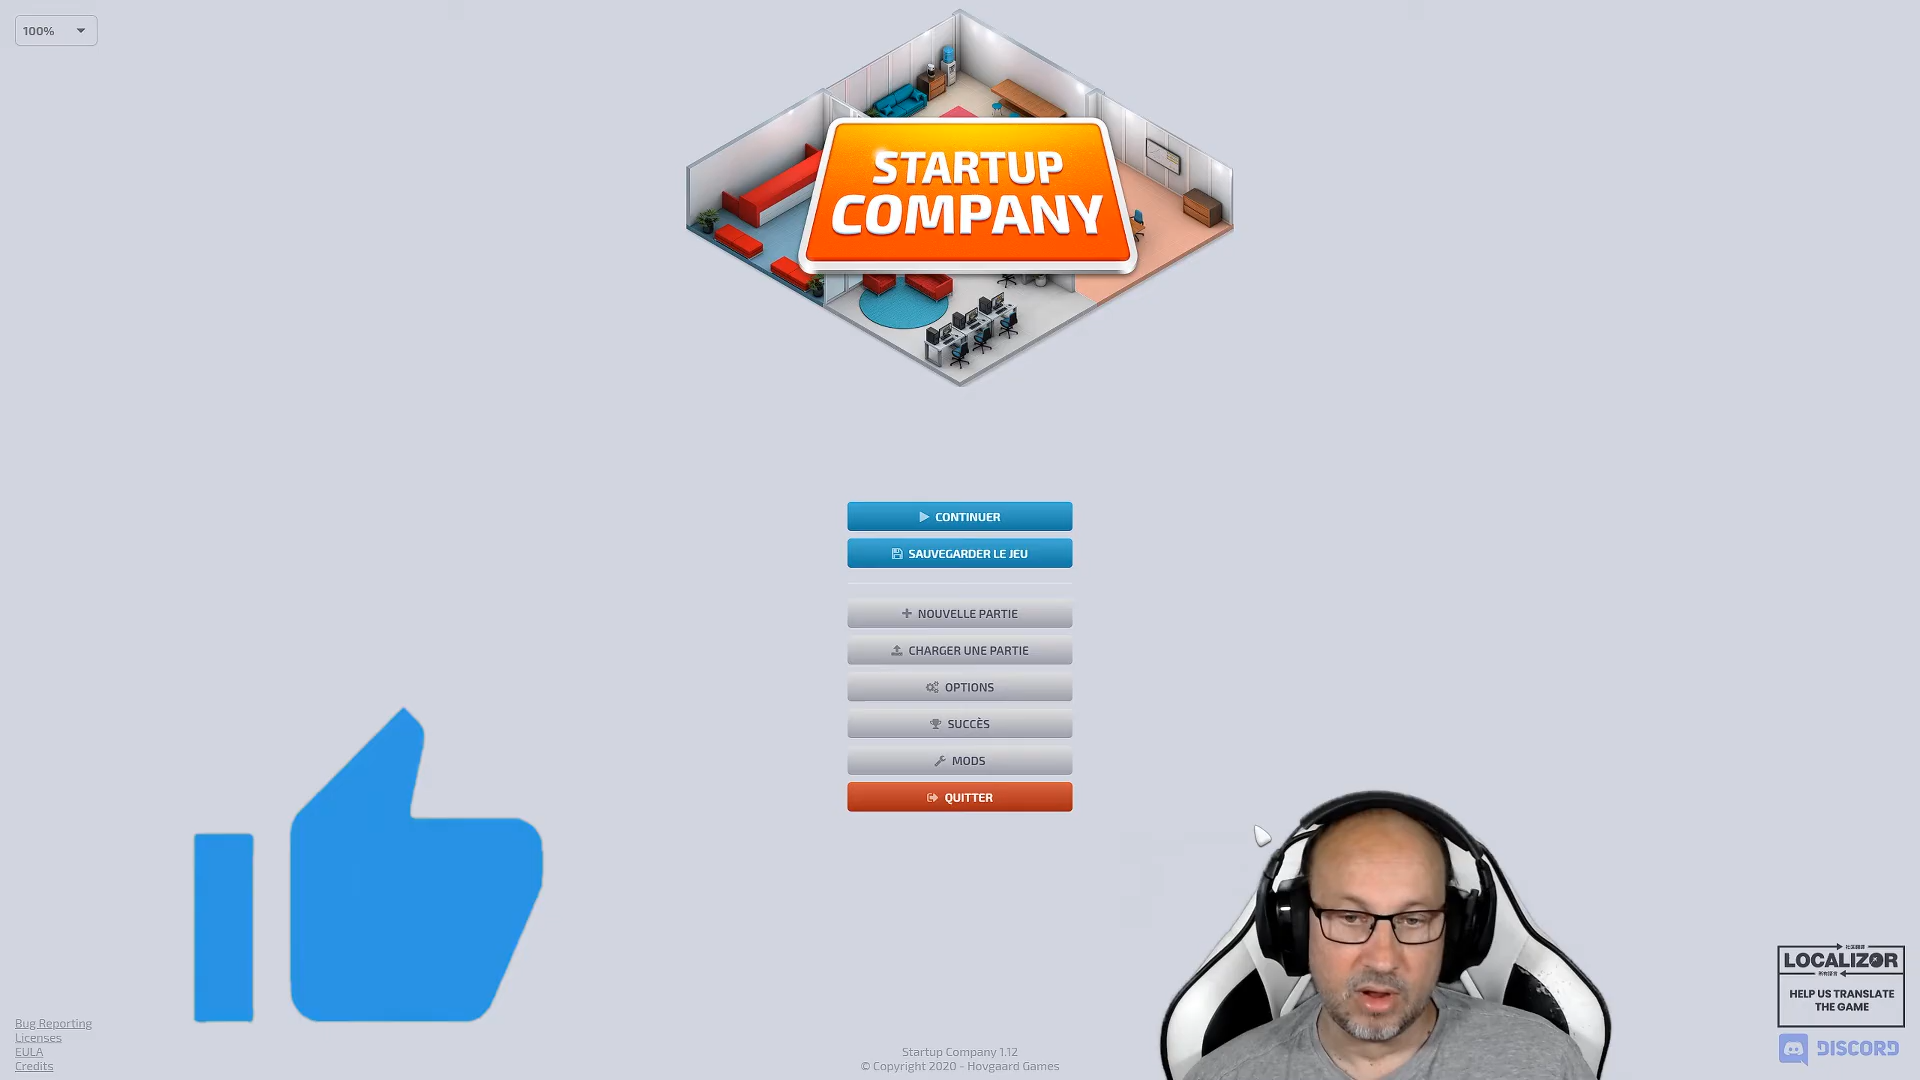 100%
STARTUP
COMPANY
CONTINUER
SAUVEGARDER LE JEU
NOUVELLE PARTIE
CHARGER UNE PARTIE
OPTIONS
SUCCÈS
MODS
QUITTER
LOCALIZOR
HELP US TRANSLATE
THE GAME
DISCORD
Bug Reporting
Licenses
EULA
Credits
Startup Company 1.12
© Copyright 2020 - Hovgaard Games